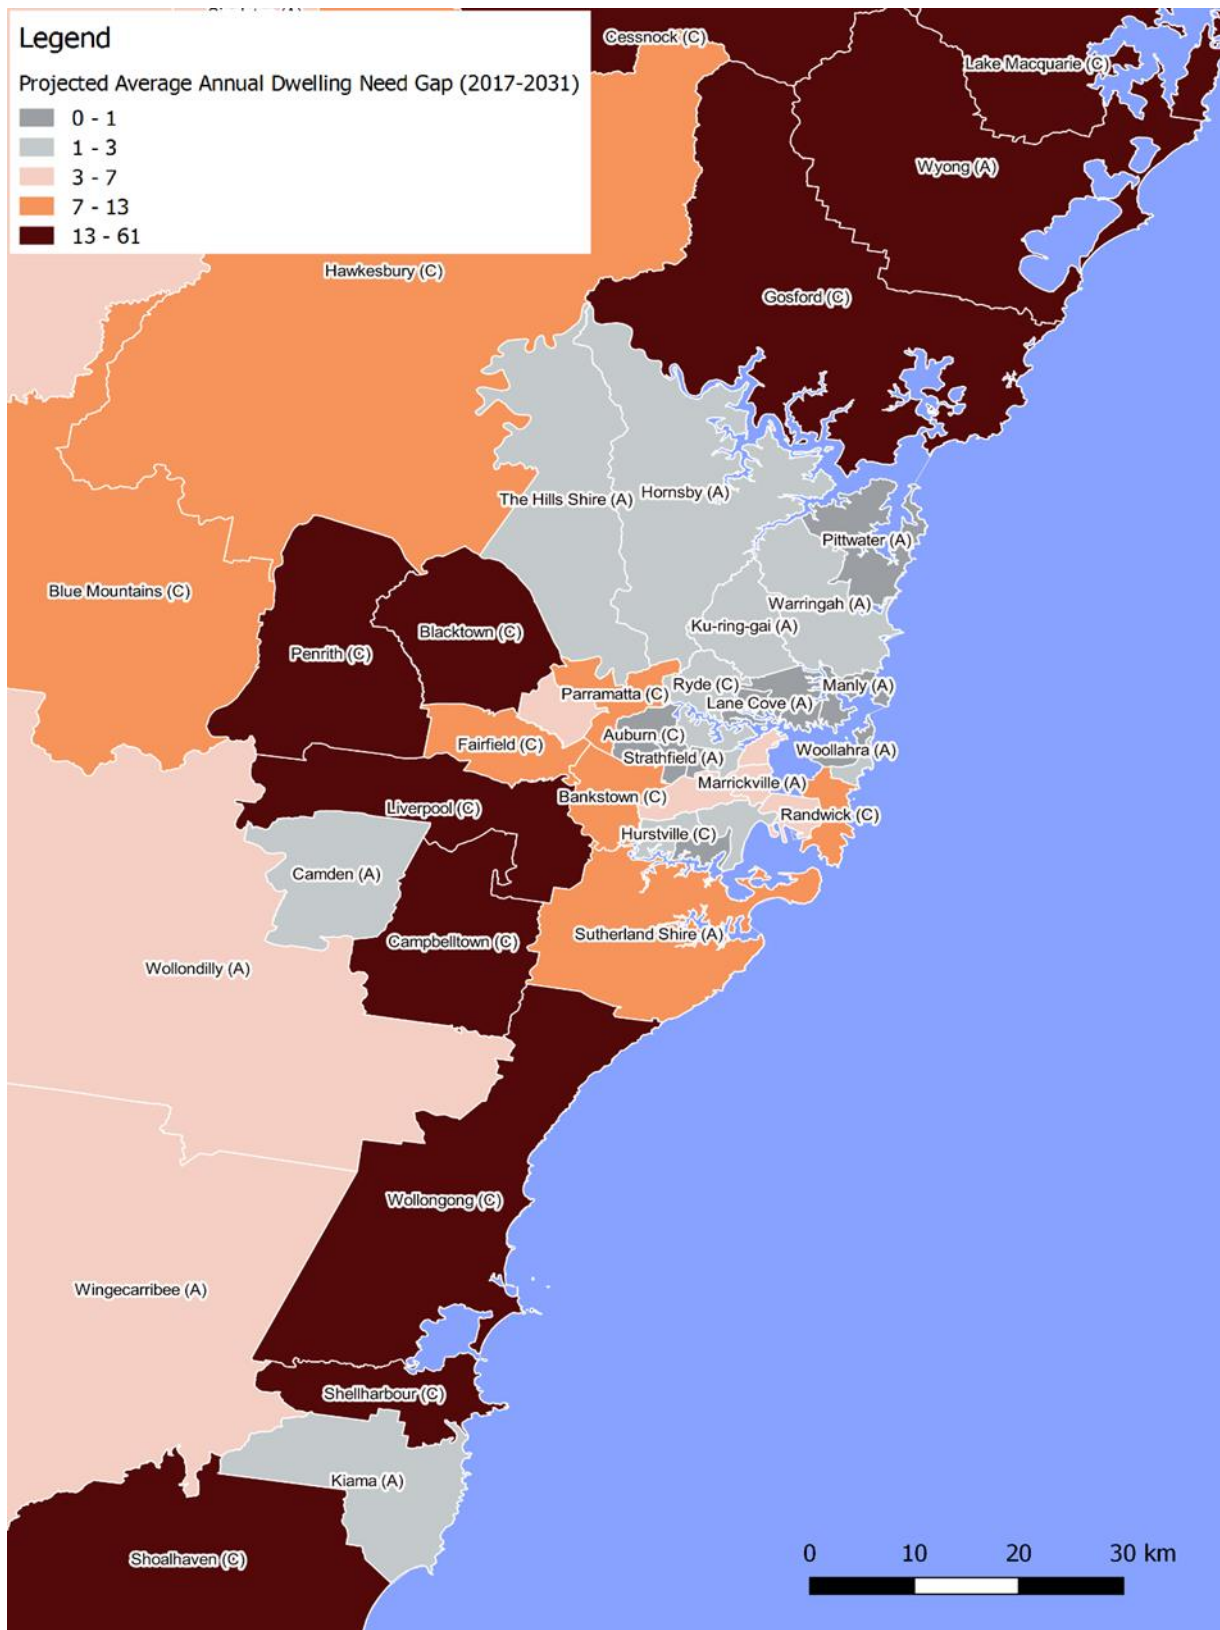 Cessnock (C)
Legend
Lake Macquarie (C)
Projected Average Annual Dwelling Need Gap (2017-2031)
0 - 1
1 - 3
3 - 7
7 - 13
13 - 61
Wyong (A)
Hawkesbury (C)
Gosford (C)
The Hills Shire (A)
Hornsby (A)
Pittwater (A)
Blue Mountains (C)
Warringah (A)
Ku-ring-gai (A)
Blacktown (C)
Penrith (C)
Parramatta (C)
Ryde (C)
Manly (A)
Lane Cove (A)
Auburn (C)
Fairfield (C)
Woollahra (A)
Strathfield (A)
Marrickville (A)
Bankstown (C)
Liverpool (C)
Randwick (C)
Hurstville (C)
Camden (A)
Sutherland Shire (A)
Campbelltown (C)
Wollondilly (A)
Wollongong (C)
Wingecarribee (A)
Shellharbour (C)
Kiama (A)
Shoalhaven (C)
0 10 20 30 km